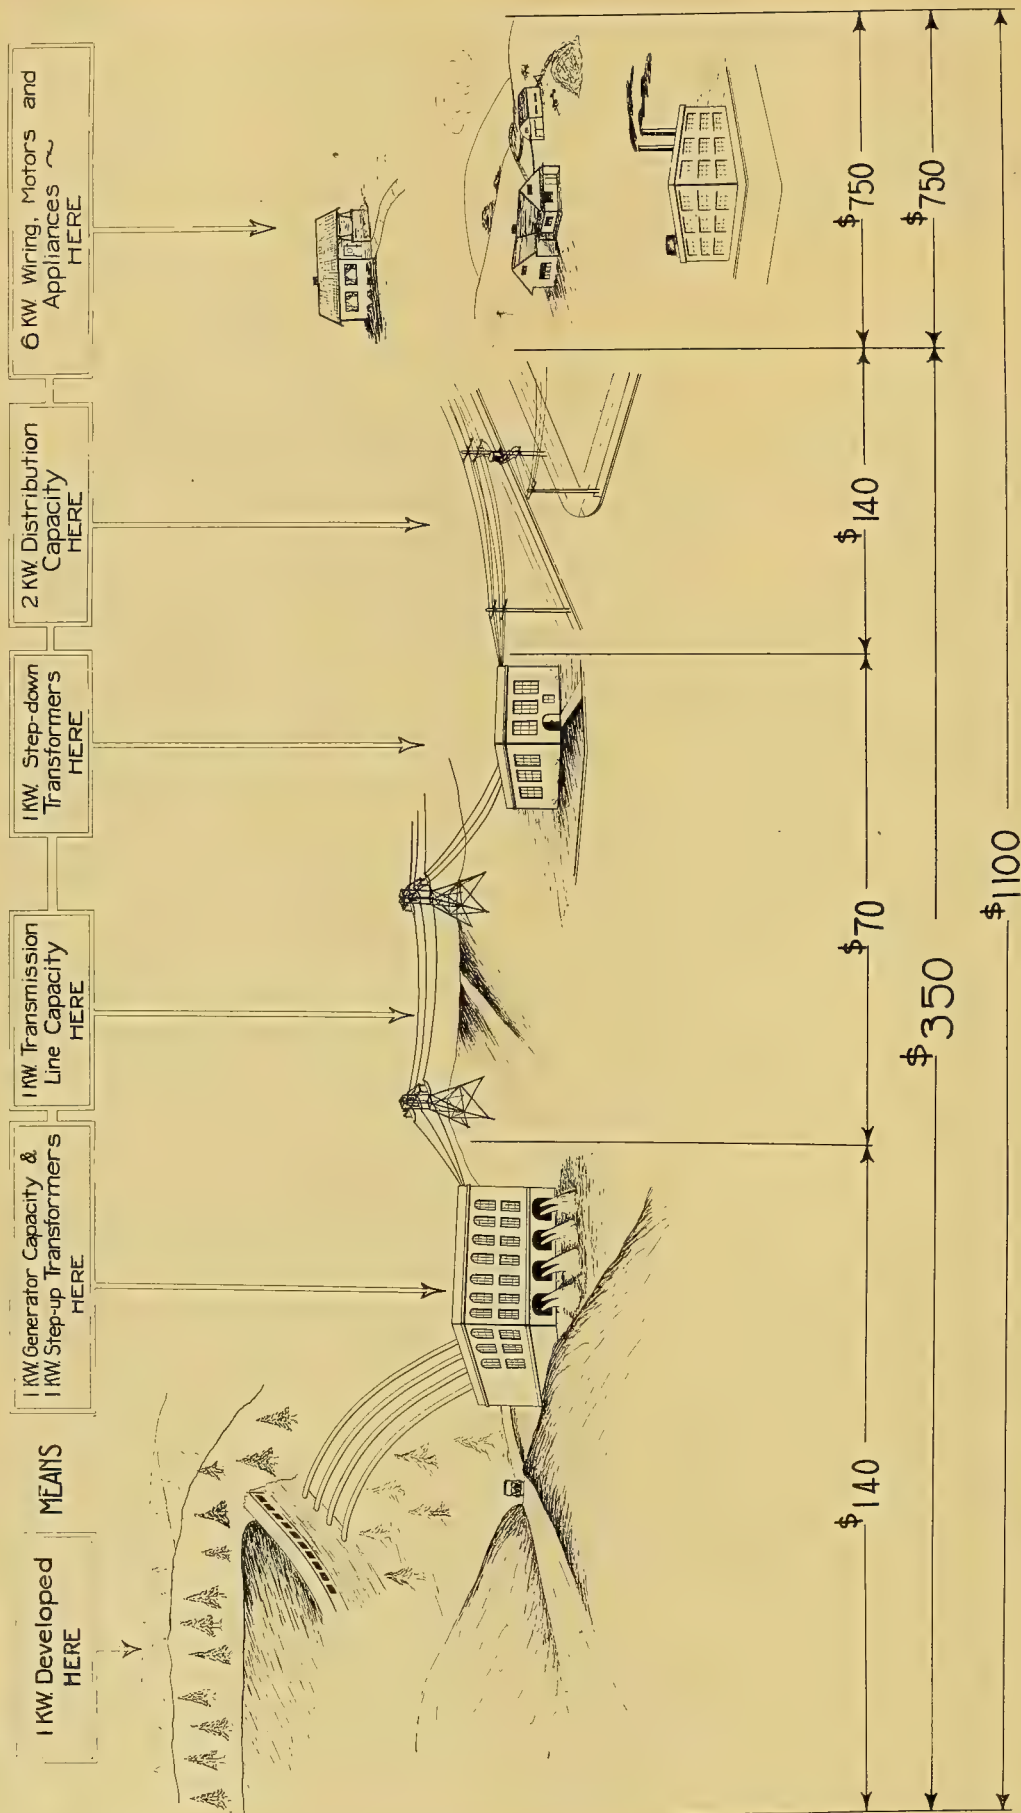 1 KW. Developed
HERE
MEANS
1 KW. Generator Capacity &
1 KW. Step-up Transformers
HERE
1 KW. Transmission
Line Capacity
HERE
1 KW. Step-down
Transformers
HERE
2 KW. Distribution
Capacity
HERE
6 KW. Wiring, Motors and
Appliances ~
HERE
$140
$70
$140
$750
$350
$750
$1100